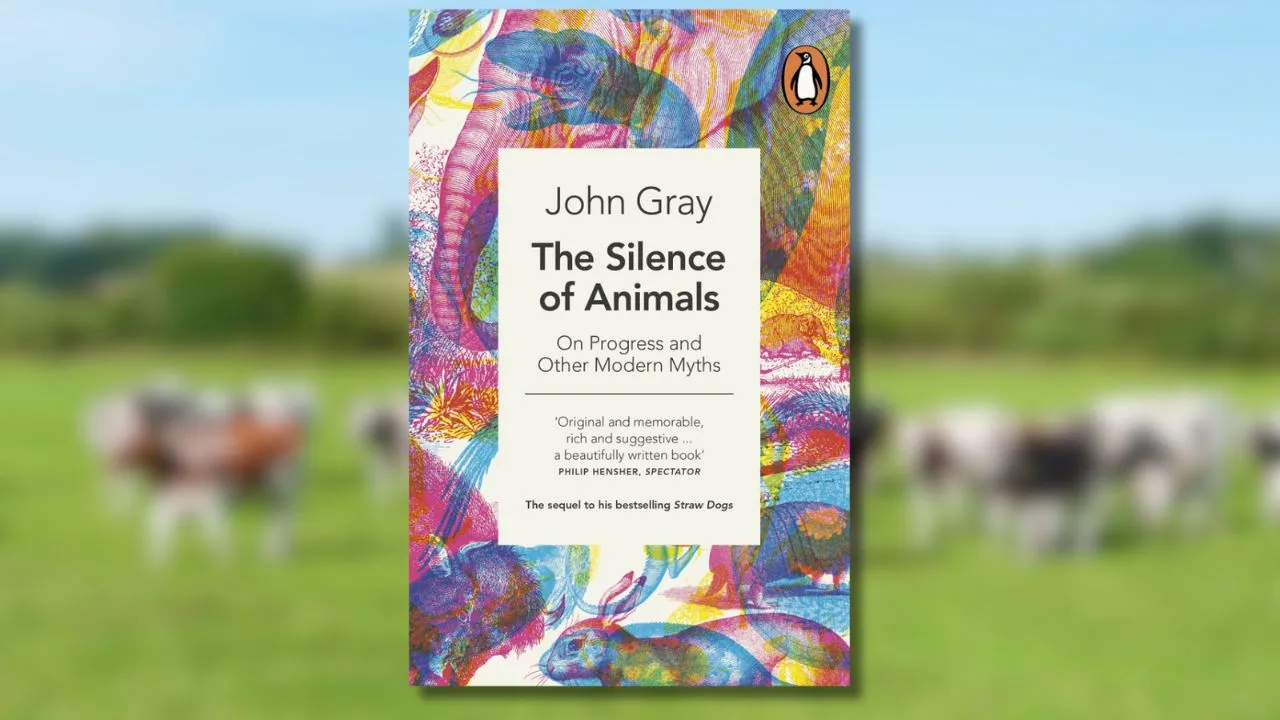 John Gray
The Silence
of Animals
On Progress and
Other Modern Myths
‘Original and memorable,
rich and suggestive ...
a beautifully written book’
PHILIP HENSHER, SPECTATOR
The sequel to his bestselling Straw Dogs